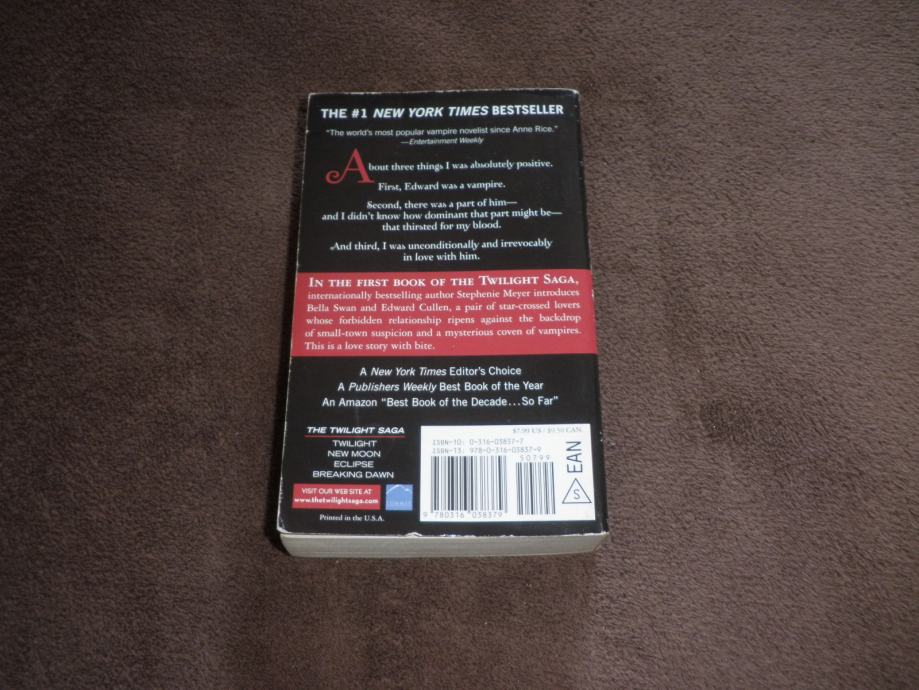 THE #1 NEW YORK TIMES BESTSELLER
"The world's most popular vampire novelist since Anne Rice."
—Entertainment Weekly
About three things I was absolutely positive.
First, Edward was a vampire.
Second, there was a part of him—
and I didn't know how dominant that part might be—
that thirsted for my blood.
And third, I was unconditionally and irrevocably
in love with him.
IN THE FIRST BOOK OF THE TWILIGHT SAGA,
internationally bestselling author Stephenie Meyer introduces
Bella Swan and Edward Cullen, a pair of star-crossed lovers
whose forbidden relationship ripens against the backdrop
of small-town suspicion and a mysterious coven of vampires.
This is a love story with bite.
A New York Times Editor's Choice
A Publishers Weekly Best Book of the Year
An Amazon "Best Book of the Decade...So Far"
THE TWILIGHT SAGA
TWILIGHT
NEW MOON
ECLIPSE
BREAKING DAWN
VISIT OUR WEB SITE AT
www.thetwilightsaga.com
Printed in the U.S.A.
$7.99 US / $9.50 CAN.
ISBN-10: 0-316-03837-7
ISBN-13: 978-0-316-03837-9
50799
9 780316 038379
EAN
S